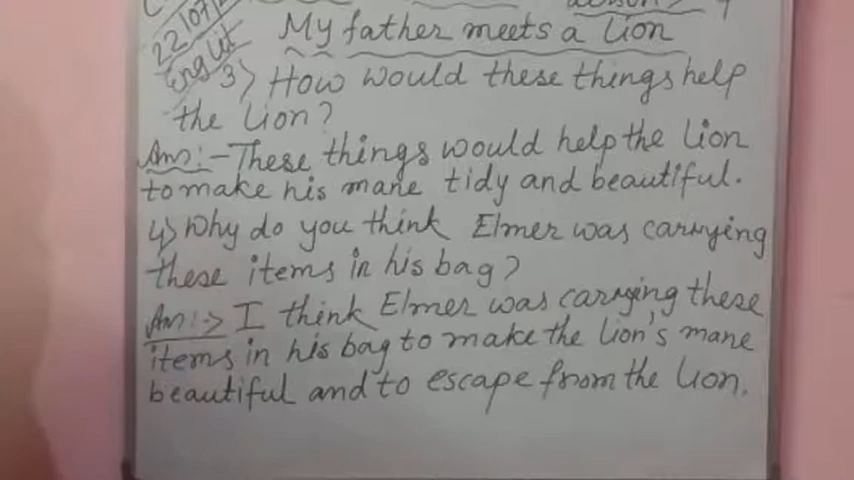 22/07/
English
My father meets a Lion
3) How would these things help
the Lion?
Ans:- These things would help the Lion
to make his mane tidy and beautiful.
4) Why do you think Elmer was carrying
these items in his bag?
Ans:-> I think Elmer was carrying these
items in his bag to make the Lion's mane
beautiful and to escape from the Lion.